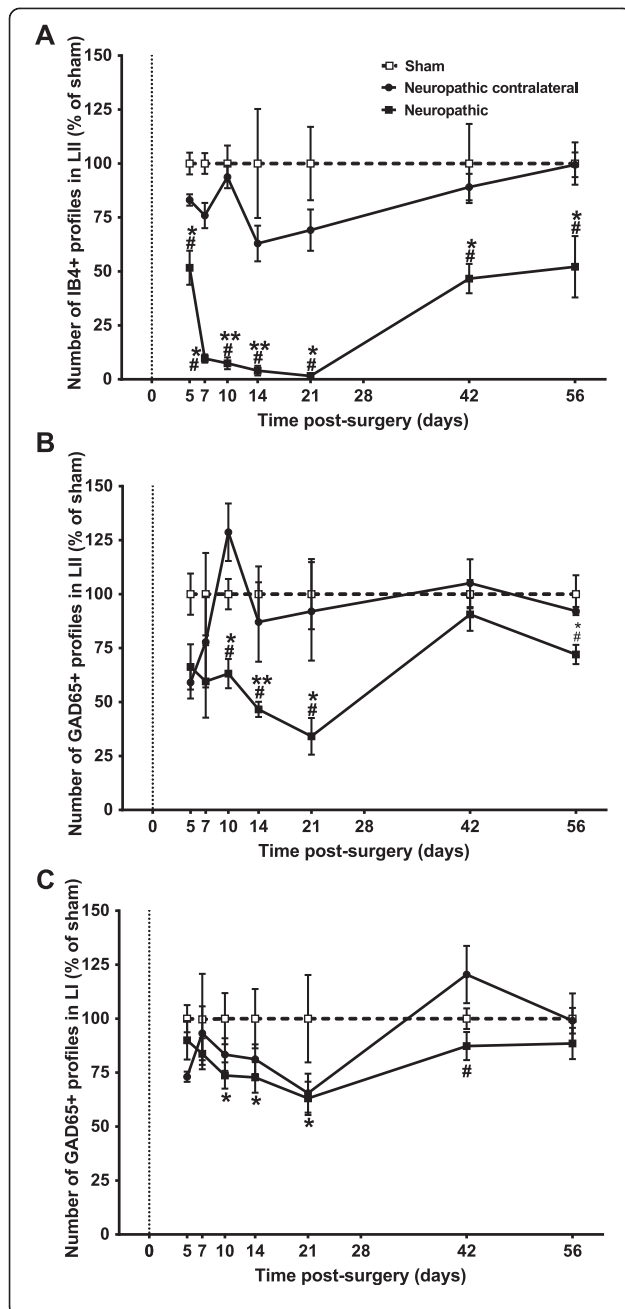 A
Number of IB4+ profiles in LII (% of sham)
150
125
100
75
50
25
0
Sham
Neuropathic contralateral
Neuropathic
*
#
*
#
**
#
**
#
*
#
*
#
*
#
0 5 7 10 14 21 28 42 56
Time post-surgery (days)
B
Number of GAD65+ profiles in LII (% of sham)
150
125
100
75
50
25
0
*
#
**
#
*
#
*
#
0 5 7 10 14 21 28 42 56
Time post-surgery (days)
C
Number of GAD65+ profiles in LI (% of sham)
150
125
100
75
50
25
0
* * * #
0 5 7 10 14 21 28 42 56
Time post-surgery (days)